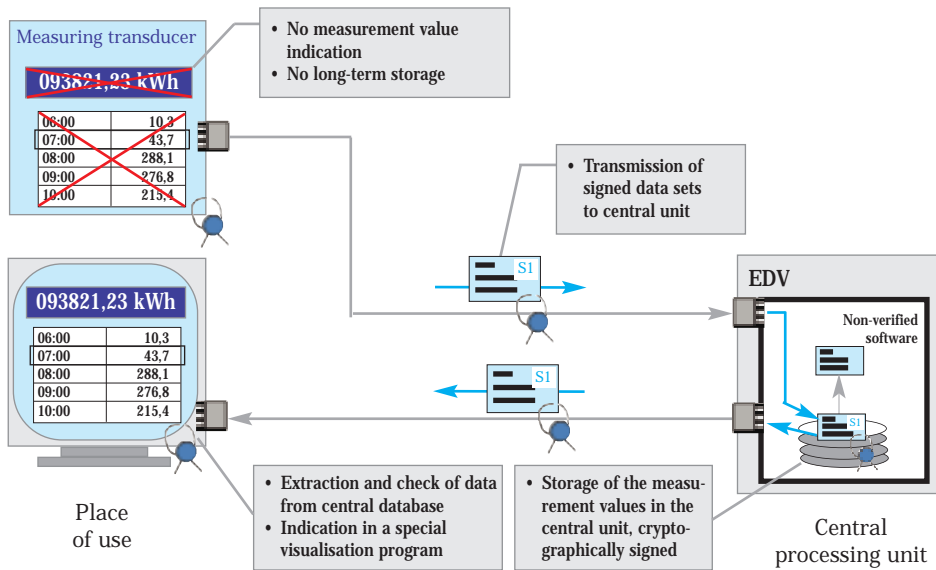 Measuring transducer
093821,23 kWh
06:00 10,3
07:00 43,7
08:00 288,1
09:00 276,8
10:00 215,4
• No measurement value
indication
• No long-term storage
• Transmission of
signed data sets
to central unit
S1
093821,23 kWh
06:00 10,3
07:00 43,7
08:00 288,1
09:00 276,8
10:00 215,4
S1
EDV
Non-verified
software
S1
• Extraction and check of data
from central database
• Indication in a special
visualisation program
• Storage of the measu-
rement values in the
central unit, crypto-
graphically signed
Place
of use
Central
processing unit